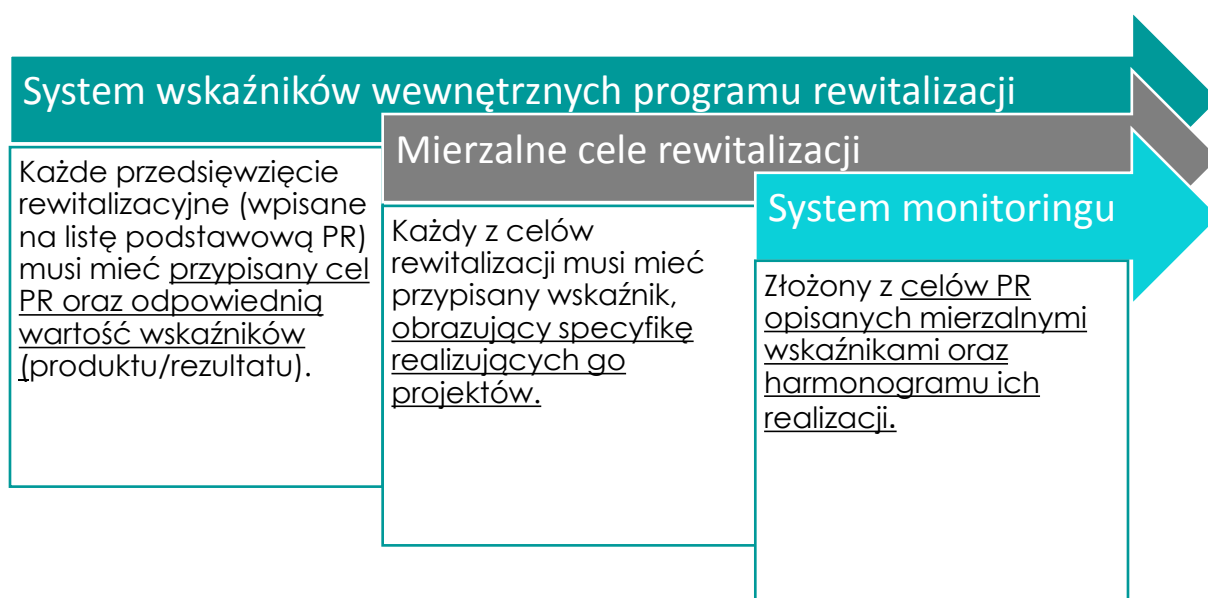 System wskaźników wewnętrznych programu rewitalizacji
Każde przedsięwzięcie
rewitalizacyjne (wpisane
na listę podstawową PR)
musi mieć przypisany cel
PR oraz odpowiednią
wartość wskaźników
(produktu/rezultatu).
Mierzalne cele rewitalizacji
Każdy z celów
rewitalizacji musi mieć
przypisany wskaźnik,
obrazujący specyfikę
realizujących go
projektów.
System monitoringu
Złożony z celów PR
opisanych mierzalnymi
wskaźnikami oraz
harmonogramu ich
realizacji.